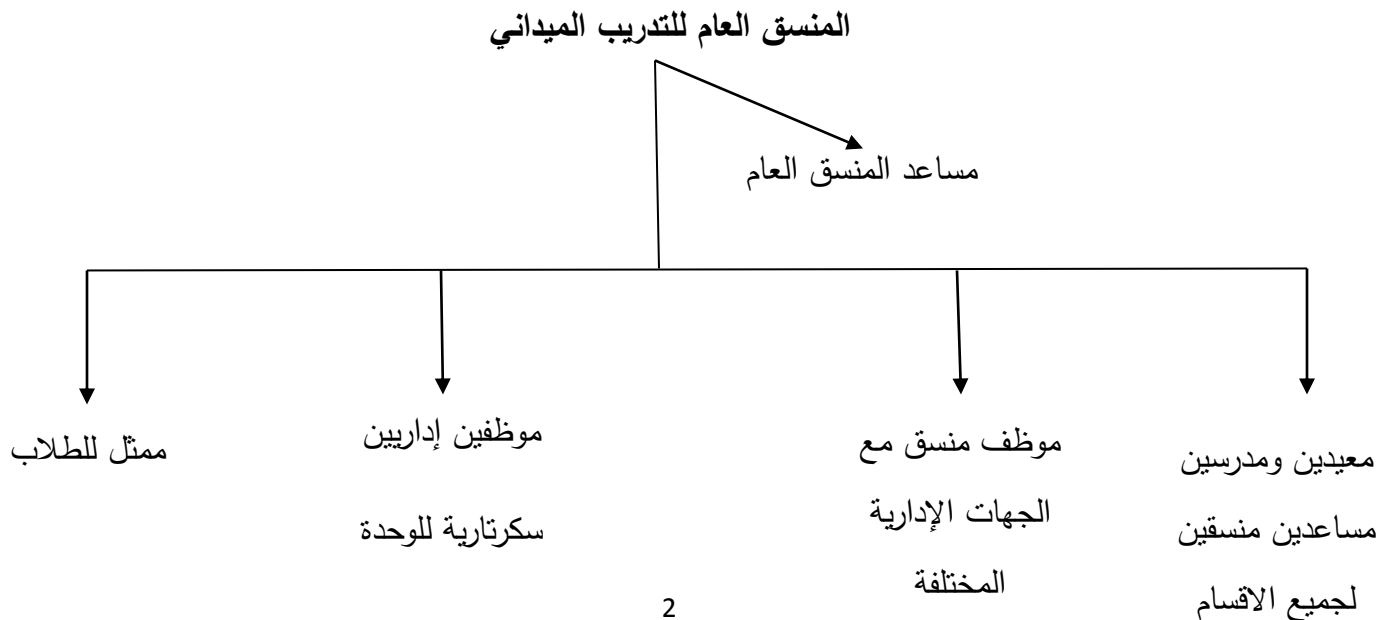 المنسق العام للتدريب الميداني
مساعد المنسق العام
معيدين ومدرسين
مساعدين منسقين
لجميع الاقسام
موظف منسق مع
الجهات الإدارية
المختلفة
موظفين إداريين
سكرتارية للوحدة
ممثل للطلاب
2